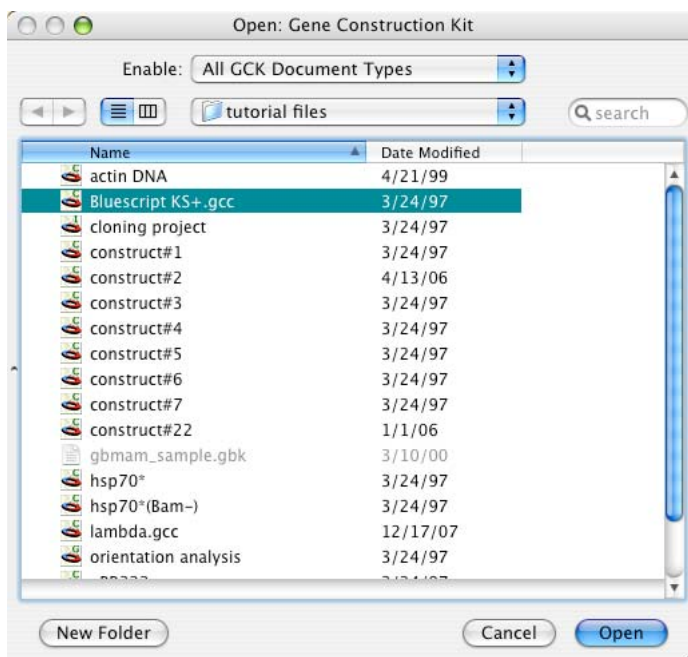 Open: Gene Construction Kit
Enable: All GCK Document Types
tutorial files
search
Name Date Modified
actin DNA 4/21/99
Bluescript KS+.gcc 3/24/97
cloning project 3/24/97
construct#1 3/24/97
construct#2 4/13/06
construct#3 3/24/97
construct#4 3/24/97
construct#5 3/24/97
construct#6 3/24/97
construct#7 3/24/97
construct#22 1/1/06
gbmam_sample.gbk 3/10/00
hsp70* 3/24/97
hsp70*(Bam-) 3/24/97
lambda.gcc 12/17/07
orientation analysis 3/24/97
New Folder Cancel Open